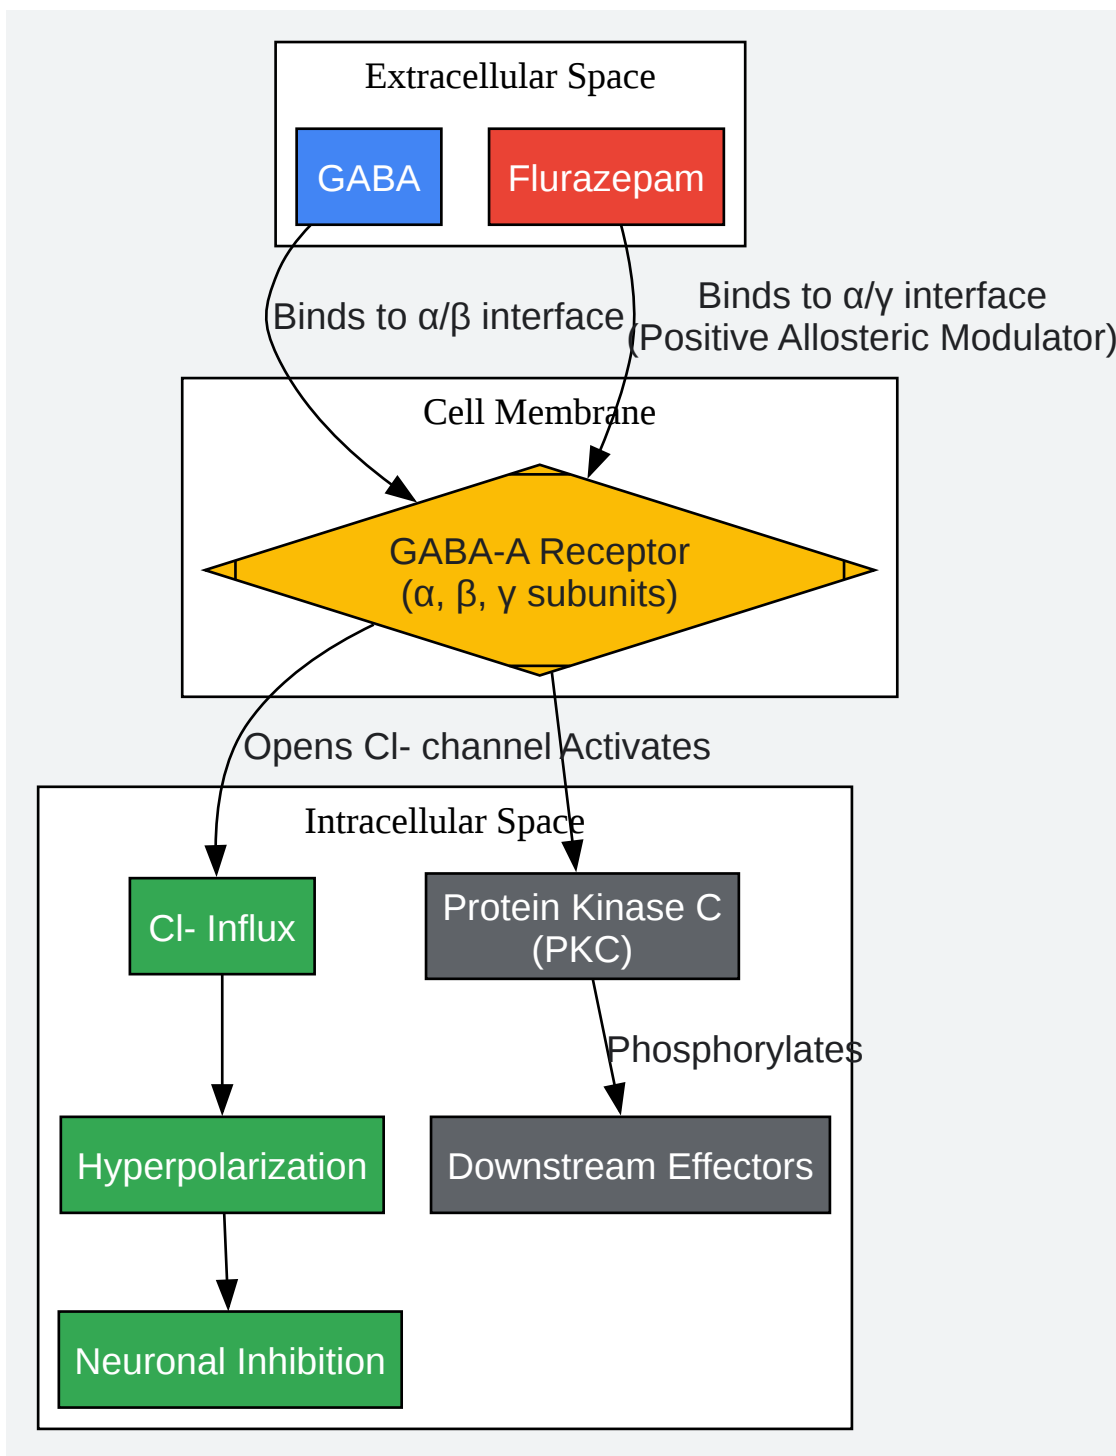 Extracellular Space
GABA
Flurazepam
Binds to α/β interface
Binds to α/γ interface
(Positive Allosteric Modulator)
Cell Membrane
GABA-A Receptor
(α, β, γ subunits)
Opens Cl- channel
Activates
Intracellular Space
Cl- Influx
Protein Kinase C
(PKC)
Phosphorylates
Hyperpolarization
Downstream Effectors
Neuronal Inhibition